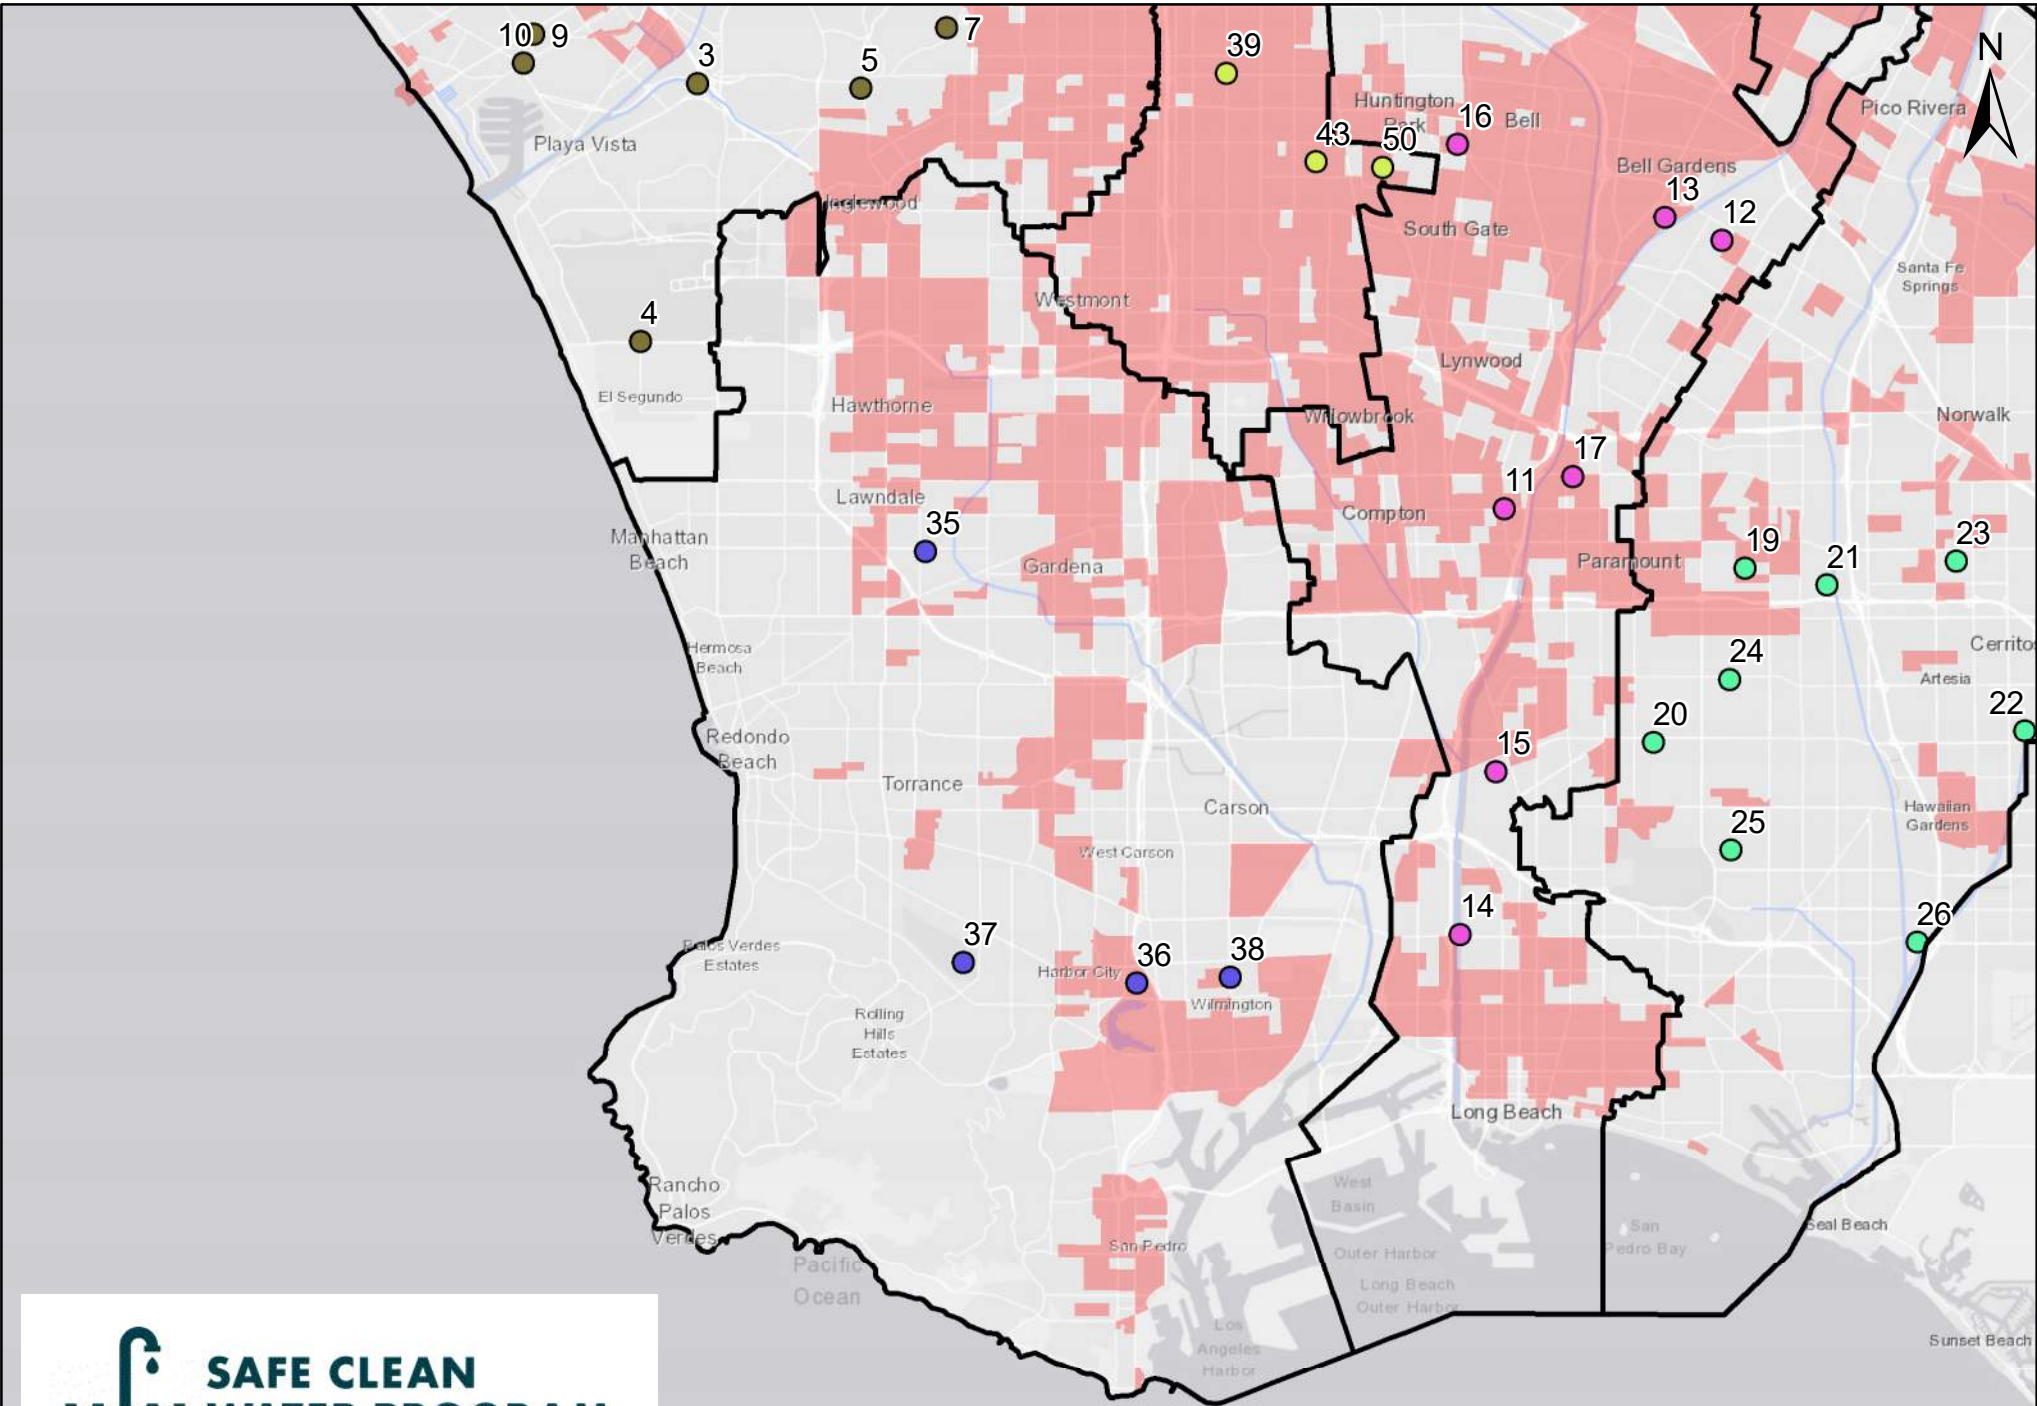 10 9
7
3
5
39
N
Huntington
Park
16
Bell
Pico Rivera
43
50
Playa Vista
Bell Gardens
13
12
Inglewood
South Gate
Santa Fe
Springs
Westmont
4
Lynwood
El Segundo
Hawthorne
Willowbrook
Norwalk
17
11
Lawndale
Compton
35
Manhattan
Beach
Gardena
Paramount
19
21
23
Hermosa
Beach
24
Cerritos
Artesia
20
22
Redondo
Beach
15
Torrance
Carson
Hawaiian
Gardens
25
West Carson
14
26
37
Palos Verdes
Estates
Harbor City
36
38
Wilmington
Rolling
Hills
Estates
Long Beach
Rancho
Palos
Verdes
West
Basin
San Pedro
San
Pedro Bay
Seal Beach
Outer Harbor
Pacific
Ocean
Long Beach
Outer Harbor
Los
Angeles
Harbor
Sunset Beach
SAFE CLEAN
WATER PROGRAM